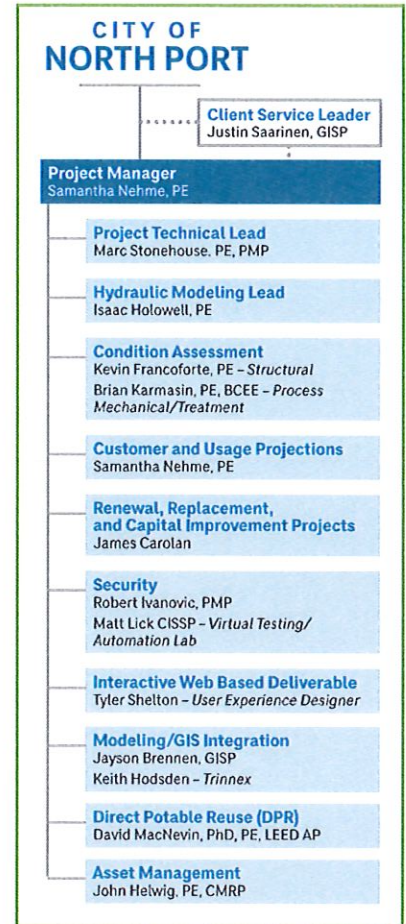 CITY OF
NORTH PORT
Client Service Leader
Justin Saarinen, GISP
Project Manager
Samantha Nehme, PE
Project Technical Lead
Marc Stonehouse, PE, PMP
Hydraulic Modeling Lead
Isaac Holowell, PE
Condition Assessment
Kevin Francoforte, PE – Structural
Brian Karmasin, PE, BCEE – Process
Mechanical/Treatment
Customer and Usage Projections
Samantha Nehme, PE
Renewal, Replacement,
and Capital Improvement Projects
James Carolan
Security
Robert Ivanovic, PMP
Matt Lick CISSP – Virtual Testing/
Automation Lab
Interactive Web Based Deliverable
Tyler Shelton – User Experience Designer
Modeling/GIS Integration
Jayson Brennen, GISP
Keith Hodsden – Trinnex
Direct Potable Reuse (DPR)
David MacNevin, PhD, PE, LEED AP
Asset Management
John Helwig, PE, CMRP